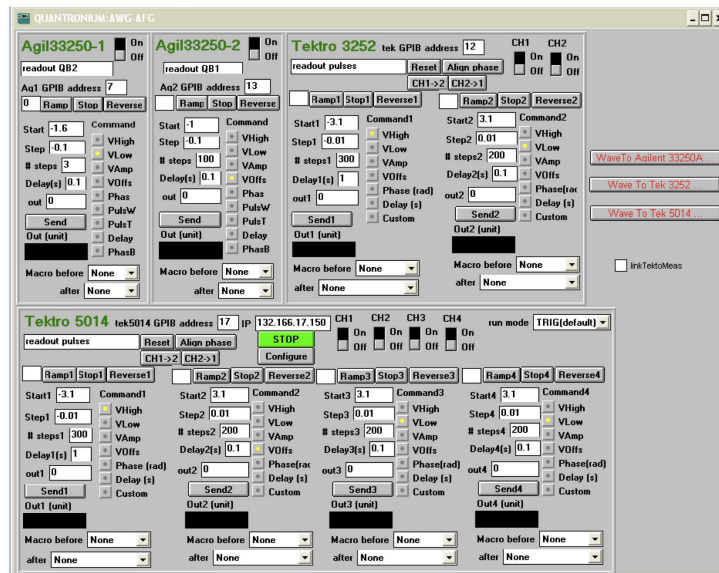 QUANTRONIUM:AWG-AFG
Agil33250-1 On Off
readout QB2
Aq1 GPIB address 7
0 Ramp Stop Reverse
Start -1.6 Command
Step -0.1
# steps 3
Delay(s) 0.1
out 0
VHigh
VLow
VAmp
VOffs
Phas
PulsW
PulsT
Delay
PhasB
Send
Out (unit)
Macro before None
after None
Agil33250-2 On Off
readout QB1
Aq2 GPIB address 13
Ramp Stop Reverse
Start -1 Command
Step -0.1
# steps 100
Delay(s) 0.1
out 0
VHigh
VLow
VAmp
VOffs
Phas
PulsW
PulsT
Delay
PhasB
Send
Out (unit)
Macro before None
after None
Tektro 3252 tek GPIB address 12 CH1 CH2
On Off On Off
readout pulses Reset Align phase
CH1->2 CH2->1
Ramp1 Stop1 Reverse1
Start1 -3.1 Command1
Step1 -0.01
# steps1 300
Delay1(s) 1
out1 0
VHigh
VLow
VAmp
VOffs
Phase (rad)
Delay (s)
Custom
Send1
Out1 (unit)
Macro before None
after None
Ramp2 Stop2 Reverse2
Start2 3.1 Command2
Step2 0.01
# steps2 200
Delay2(s) 0.1
out2 0
VHigh
VLow
VAmp
VOffs
Phase(rac
Delay (s)
Custom
Send2
Out2 (unit)
Macro before None
after None
WaveTo Agilent 33250A ...
Wave To Tek 3252 ...
Wave To Tek 5014 ...
linkTektoMeas
Tektro 5014 tek5014 GPIB address 17 IP 132.166.17.150 CH1 CH2 CH3 CH4 run mode TRIG(default)
On Off On Off On Off On Off
readout pulses Reset Align phase STOP
CH1->2 CH2->1 Configure
Ramp1 Stop1 Reverse1
Start1 -3.1 Command1
Step1 -0.01
# steps1 300
Delay1(s) 1
out1 0
VHigh
VLow
VAmp
VOffs
Phase (rad)
Delay (s)
Custom
Send1
Out1 (unit)
Macro before None
after None
Ramp2 Stop2 Reverse2
Start2 3.1 Command2
Step2 0.01
# steps2 200
Delay2(s) 0.1
out2 0
VHigh
VLow
VAmp
VOffs
Phase(rac
Delay (s)
Custom
Send2
Out2 (unit)
Macro before None
after None
Ramp3 Stop3 Reverse3
Start3 3.1 Command3
Step3 0.01
# steps3 200
Delay3(s) 0.1
out3 0
VHigh
VLow
VAmp
VOffs
Phase(rad)
Delay (s)
Custom
Send3
Out3 (unit)
Macro before None
after None
Ramp4 Stop4 Reverse4
Start4 3.1 Command4
Step4 0.01
# steps4 200
Delay4(s) 0.1
out4 0
VHigh
VLow
VAmp
VOffs
Phase(rad)
Delay (s)
Custom
Send4
Out4 (unit)
Macro before None
after None